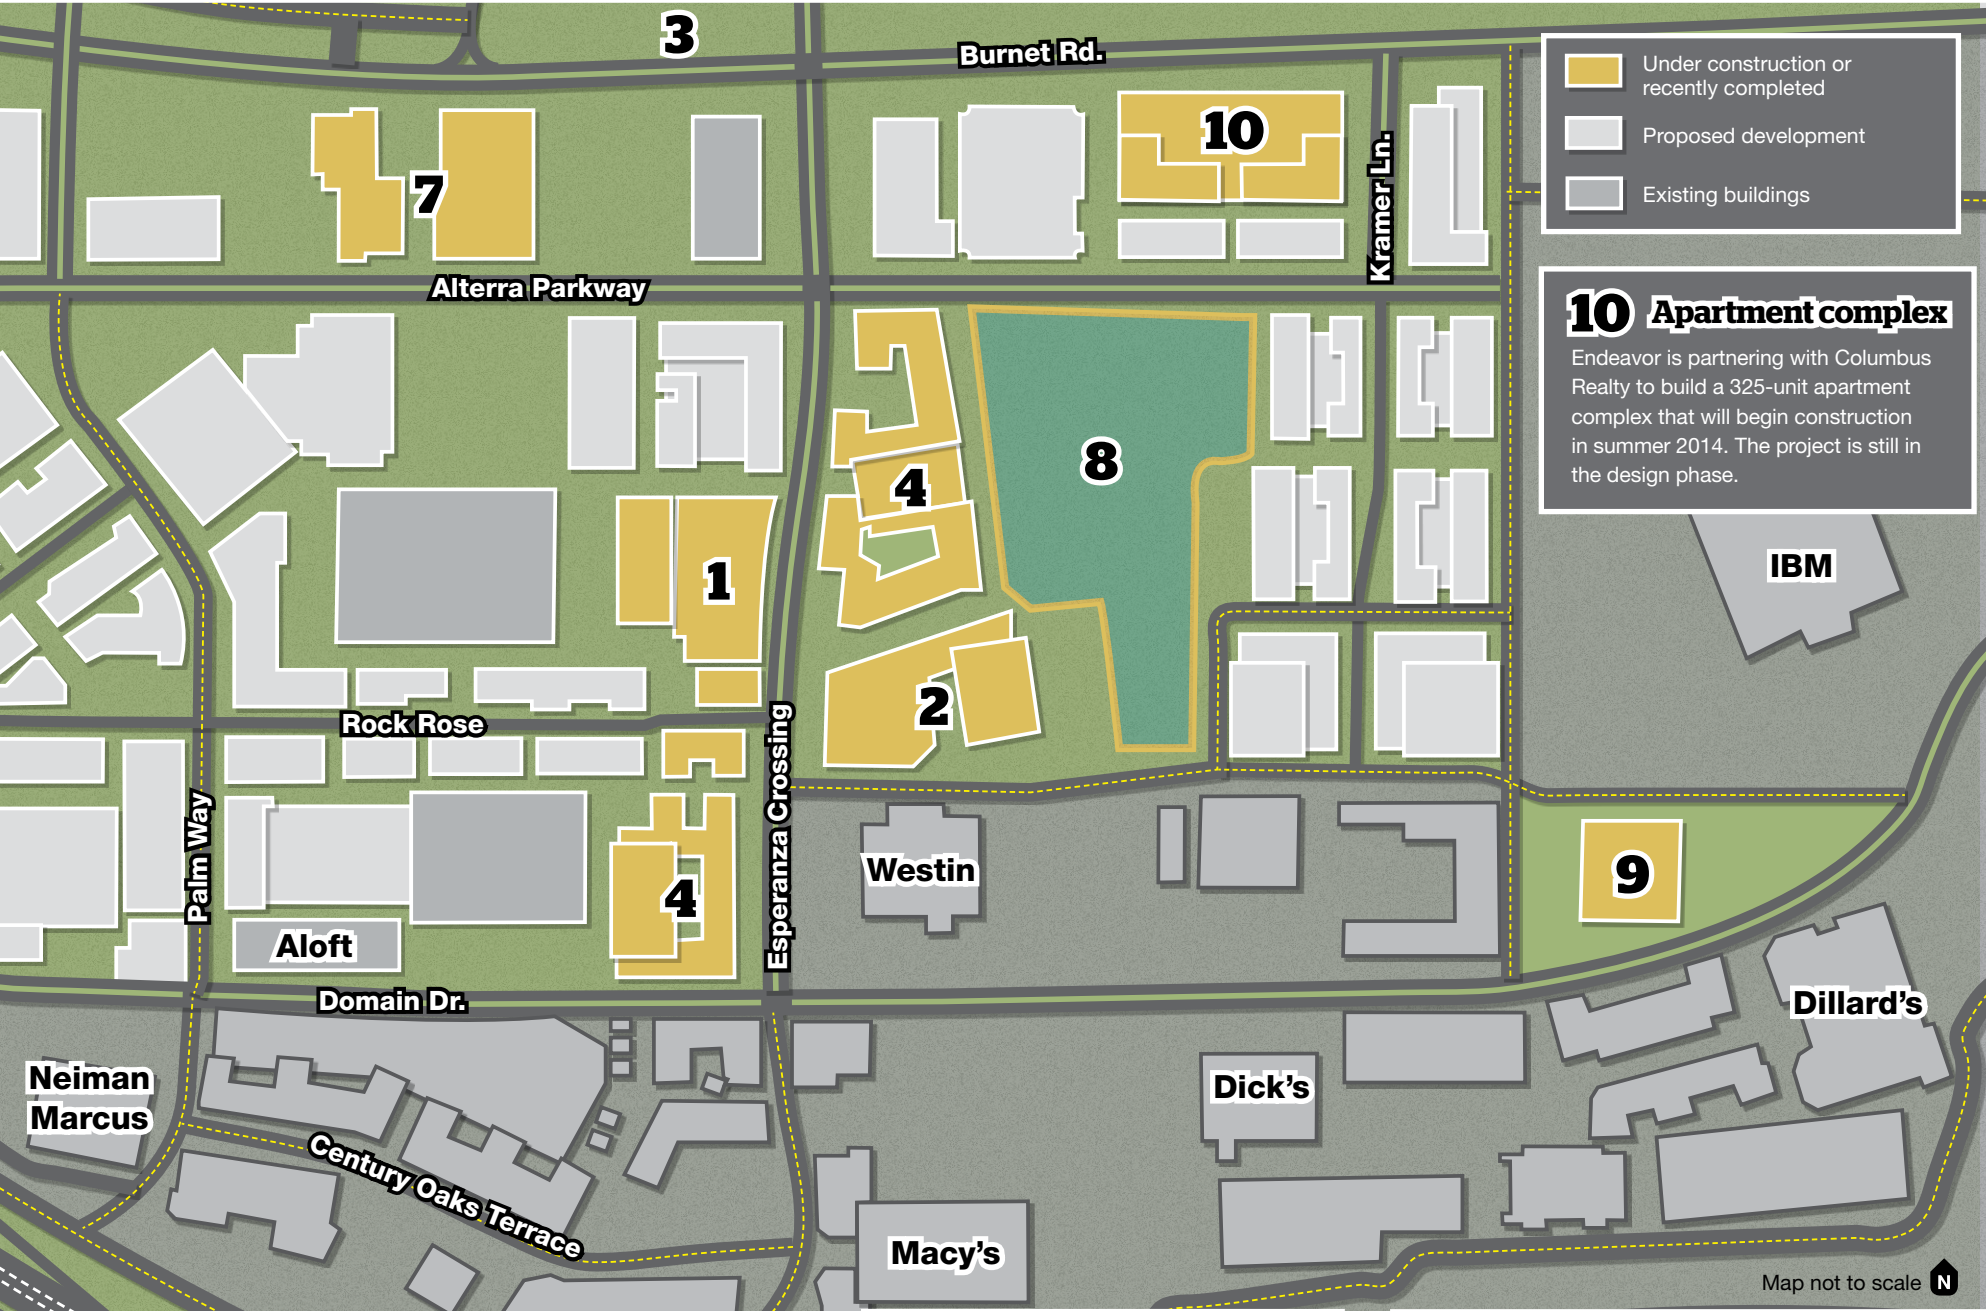 3
Burnet Rd.
Under construction or
recently completed
Proposed development
Existing buildings
10
7
Kramer Ln.
Alterra Parkway
10 Apartment complex
Endeavor is partnering with Columbus
Realty to build a 325-unit apartment
complex that will begin construction
in summer 2014. The project is still in
the design phase.
8
4
1
IBM
2
Rock Rose
Esperanza Crossing
Palm Way
Westin
9
4
Aloft
Domain Dr.
Dillard’s
Neiman
Marcus
Dick’s
Century Oaks Terrace
Macy’s
Map not to scale N